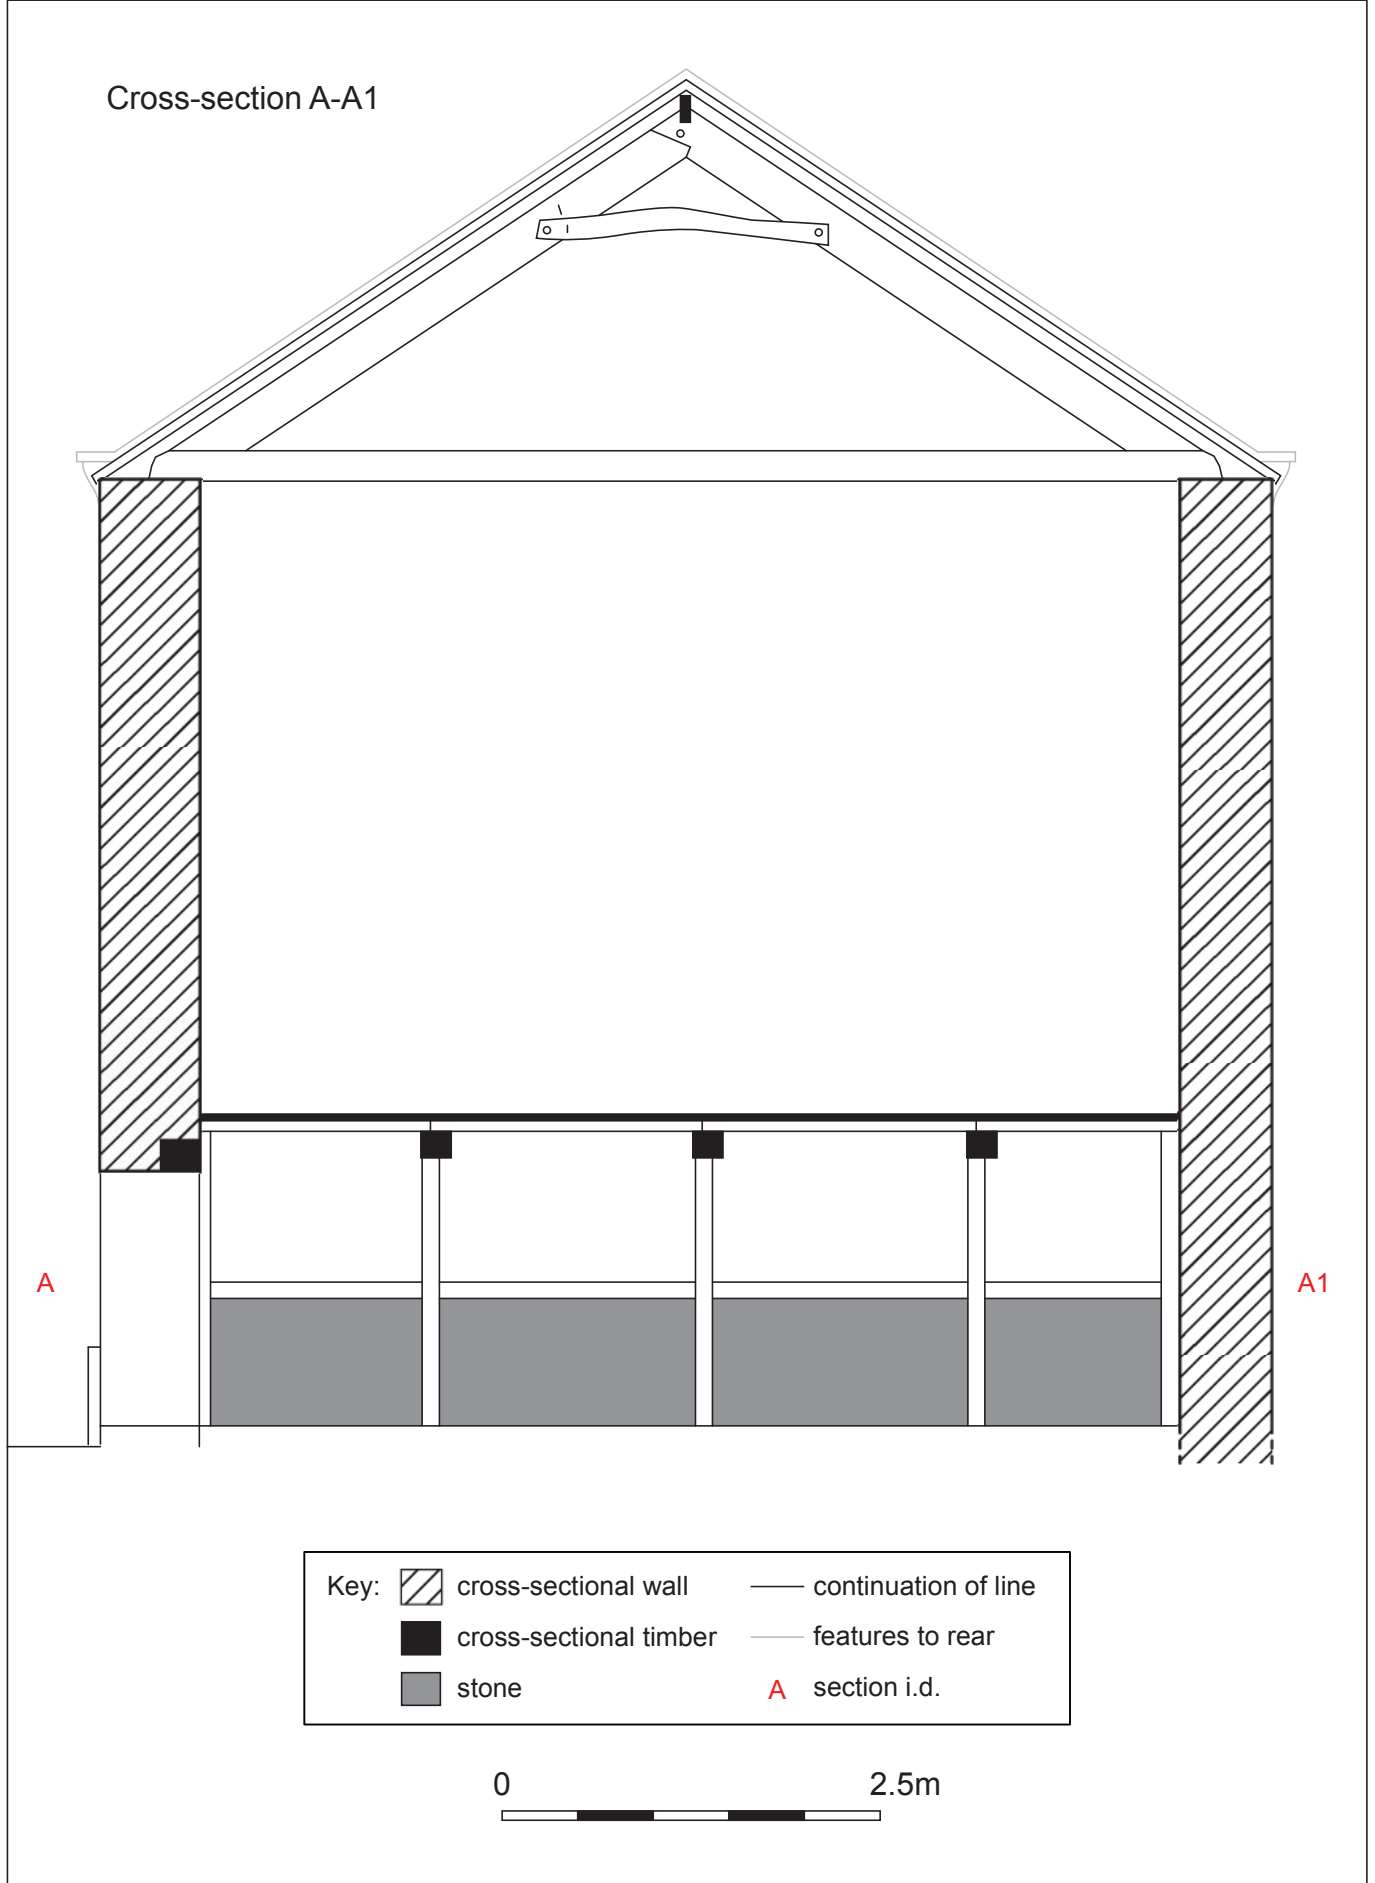 Cross-section A-A1
A
A1
Key:
cross-sectional wall
continuation of line
cross-sectional timber
features to rear
stone
A
section i.d.
0
2.5m